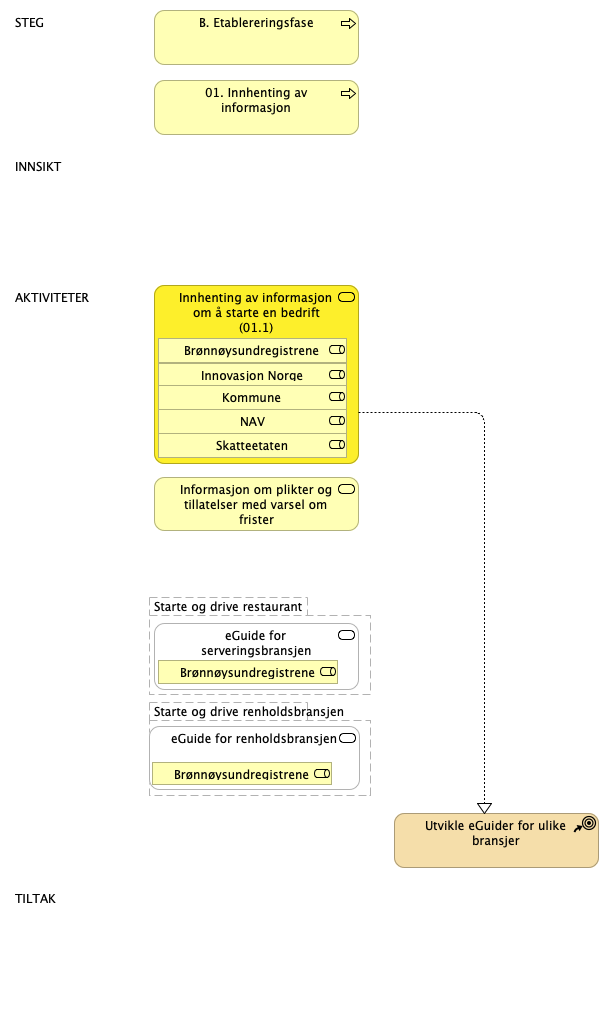 STEG
B. Etablereringsfase
01. Innhenting av
informasjon
INNSIKT
AKTIVITETER
Innhenting av informasjon
om å starte en bedrift
(01.1)
Brønnøysundregistrene
Innovasjon Norge
Kommune
NAV
Skatteetaten
Informasjon om plikter og
tillatelser med varsel om
frister
Starte og drive restaurant
eGuide for
serveringsbransjen
Brønnøysundregistrene
Starte og drive renholdsbransjen
eGuide for renholdsbransjen
Brønnøysundregistrene
Utvikle eGuider for ulike
bransjer
TILTAK